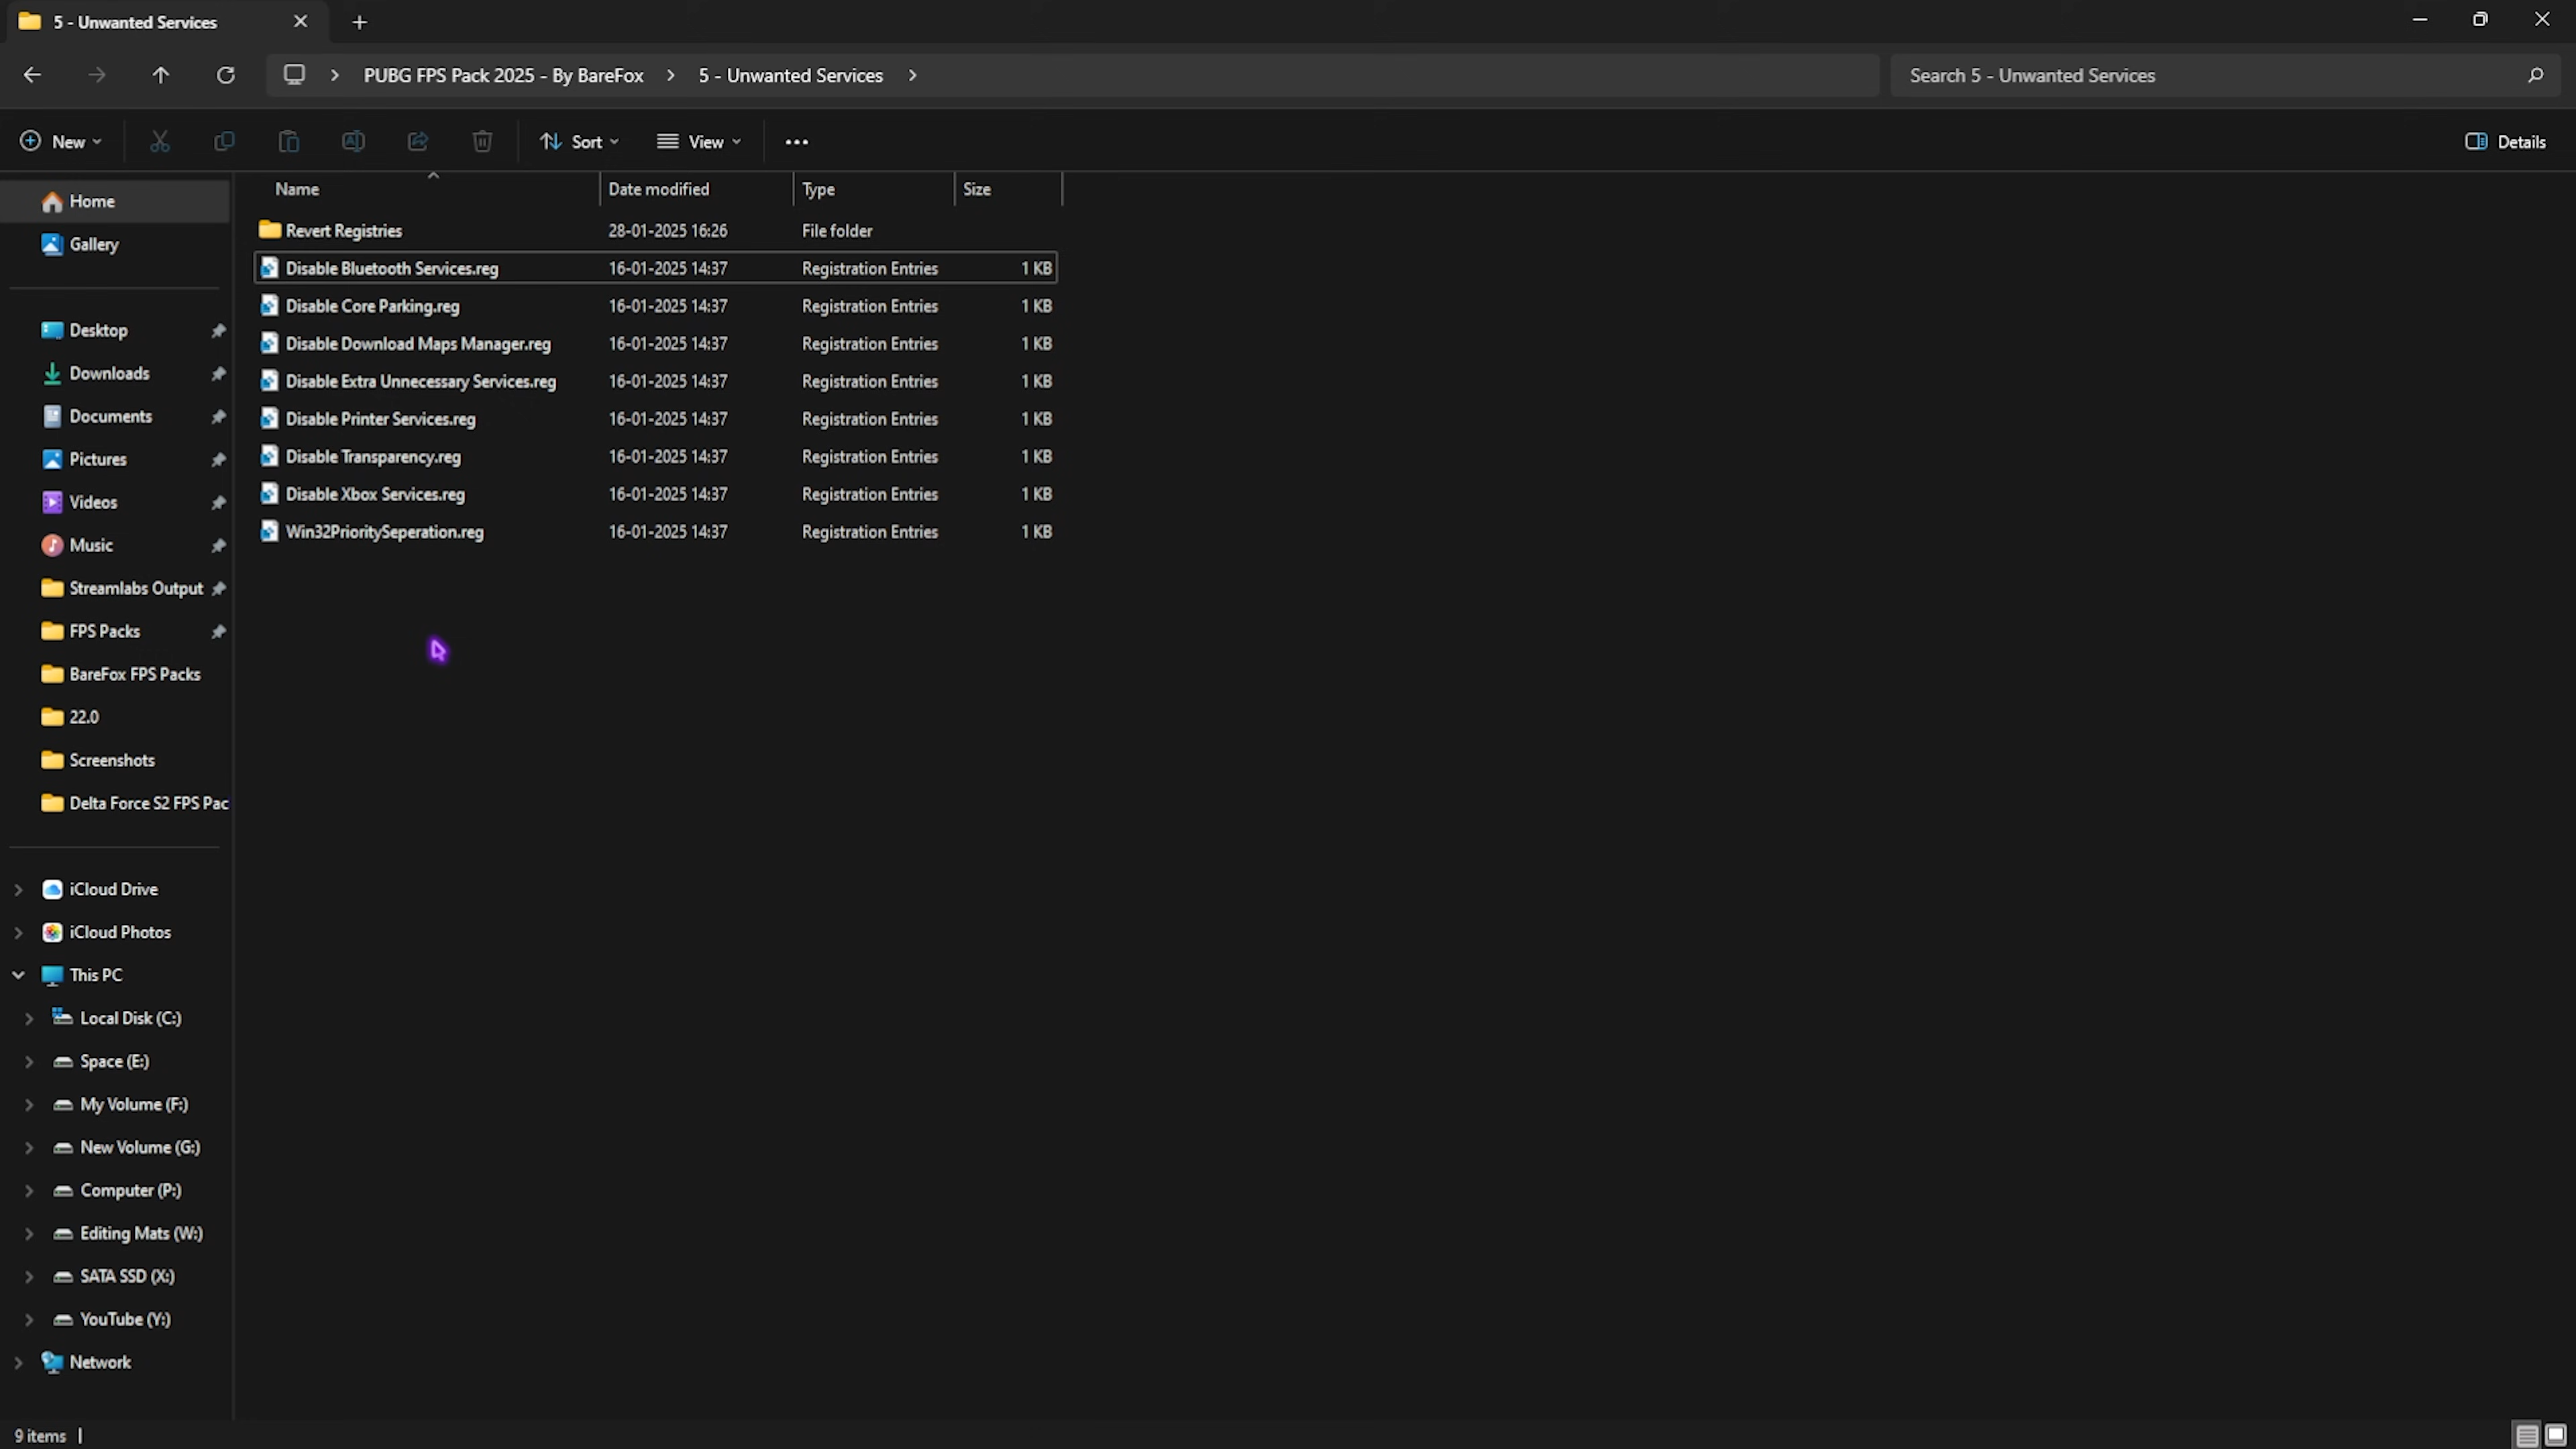 5 - Unwanted Services
PUBG FPS Pack 2025 - By BareFox
5 - Unwanted Services
Search 5 - Unwanted Services
New
Sort
View
Details
Name
Date modified
Type
Size
Revert Registries 28-01-2025 16:26 File folder
Disable Bluetooth Services.reg 16-01-2025 14:37 Registration Entries 1 KB
Disable Core Parking.reg 16-01-2025 14:37 Registration Entries 1 KB
Disable Download Maps Manager.reg 16-01-2025 14:37 Registration Entries 1 KB
Disable Extra Unnecessary Services.reg 16-01-2025 14:37 Registration Entries 1 KB
Disable Printer Services.reg 16-01-2025 14:37 Registration Entries 1 KB
Disable Transparency.reg 16-01-2025 14:37 Registration Entries 1 KB
Disable Xbox Services.reg 16-01-2025 14:37 Registration Entries 1 KB
Win32PrioritySeperation.reg 16-01-2025 14:37 Registration Entries 1 KB
Home
Gallery
Desktop
Downloads
Documents
Pictures
Videos
Music
Streamlabs Output
FPS Packs
BareFox FPS Packs
22.0
Screenshots
Delta Force S2 FPS Pac
iCloud Drive
iCloud Photos
This PC
Local Disk (C:)
Space (E:)
My Volume (F:)
New Volume (G:)
Computer (P:)
Editing Mats (W:)
SATA SSD (X:)
YouTube (Y:)
Network
9 items